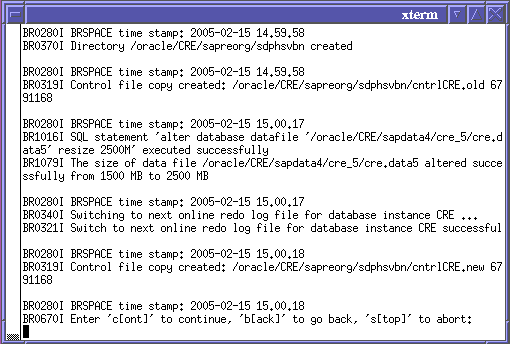 xterm
BR0280I BRSPACE time stamp: 2005-02-15 14.59.58
BR0370I Directory /oracle/CRE/sapreorg/sdphsvbn created
BR0280I BRSPACE time stamp: 2005-02-15 14.59.58
BR0319I Control file copy created: /oracle/CRE/sapreorg/sdphsvbn/cntrlCRE.old 67
91168
BR0280I BRSPACE time stamp: 2005-02-15 15.00.17
BR1016I SQL statement 'alter database datafile '/oracle/CRE/sapdata4/cre_5/cre.d
ata5' resize 2500M' executed successfully
BR1079I The size of data file /oracle/CRE/sapdata4/cre_5/cre.data5 altered succe
ssfully from 1500 MB to 2500 MB
BR0280I BRSPACE time stamp: 2005-02-15 15.00.17
BR0340I Switching to next online redo log file for database instance CRE ...
BR0321I Switch to next online redo log file for database instance CRE successful
BR0280I BRSPACE time stamp: 2005-02-15 15.00.18
BR0319I Control file copy created: /oracle/CRE/sapreorg/sdphsvbn/cntrlCRE.new 67
91168
BR0280I BRSPACE time stamp: 2005-02-15 15.00.18
BR0670I Enter 'c[ont]' to continue, 'b[ack]' to go back, 's[top]' to abort: